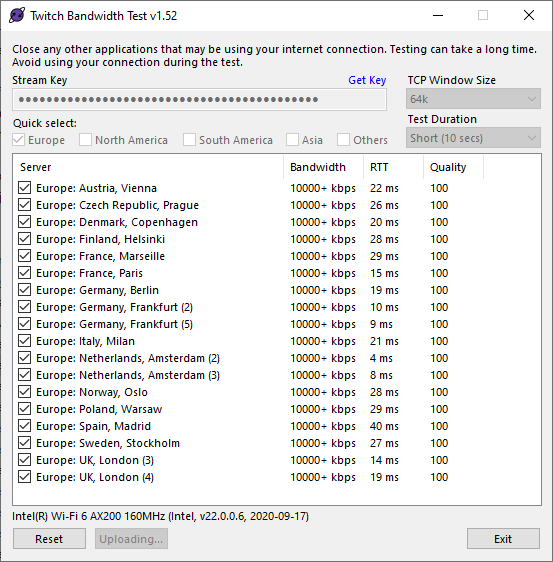 Twitch Bandwidth Test v1.52
Close any other applications that may be using your internet connection. Testing can take a long time.
Avoid using your connection during the test.
Stream Key Get Key TCP Window Size
●●●●●●●●●●●●●●●●●●●●●●●●●●●●●●●●●●●●●●●●●●●● 64k
Quick select: Test Duration
Europe North America South America Asia Others Short (10 secs)
Server Bandwidth RTT Quality
Europe: Austria, Vienna 10000+ kbps 22 ms 100
Europe: Czech Republic, Prague 10000+ kbps 26 ms 100
Europe: Denmark, Copenhagen 10000+ kbps 20 ms 100
Europe: Finland, Helsinki 10000+ kbps 28 ms 100
Europe: France, Marseille 10000+ kbps 29 ms 100
Europe: France, Paris 10000+ kbps 15 ms 100
Europe: Germany, Berlin 10000+ kbps 19 ms 100
Europe: Germany, Frankfurt (2) 10000+ kbps 10 ms 100
Europe: Germany, Frankfurt (5) 10000+ kbps 9 ms 100
Europe: Italy, Milan 10000+ kbps 21 ms 100
Europe: Netherlands, Amsterdam (2) 10000+ kbps 4 ms 100
Europe: Netherlands, Amsterdam (3) 10000+ kbps 8 ms 100
Europe: Norway, Oslo 10000+ kbps 28 ms 100
Europe: Poland, Warsaw 10000+ kbps 29 ms 100
Europe: Spain, Madrid 10000+ kbps 40 ms 100
Europe: Sweden, Stockholm 10000+ kbps 27 ms 100
Europe: UK, London (3) 10000+ kbps 14 ms 100
Europe: UK, London (4) 10000+ kbps 19 ms 100
Intel(R) Wi-Fi 6 AX200 160MHz (Intel, v22.0.0.6, 2020-09-17)
Reset Uploading... Exit